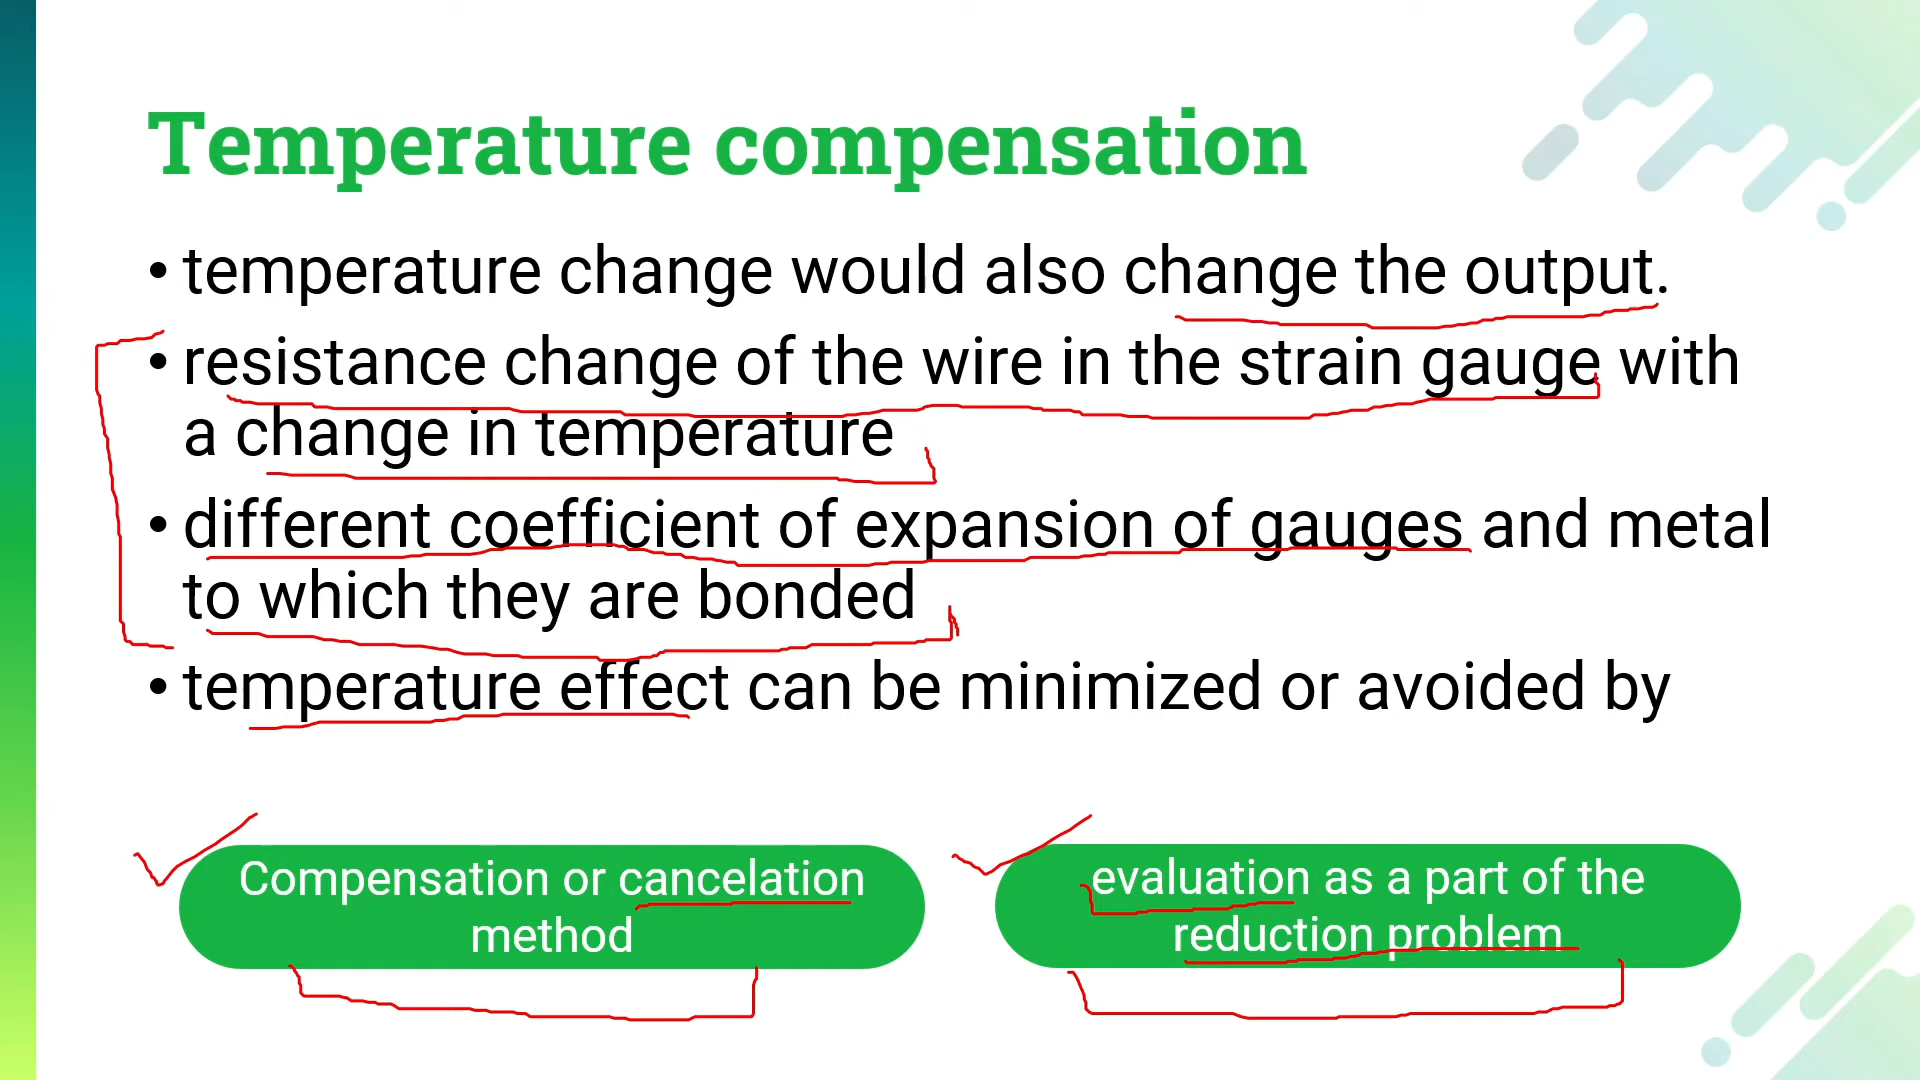 Temperature compensation
• temperature change would also change the output.
• resistance change of the wire in the strain gauge with
a change in temperature
• different coefficient of expansion of gauges and metal
to which they are bonded
• temperature effect can be minimized or avoided by
Compensation or cancelation
method
evaluation as a part of the
reduction problem